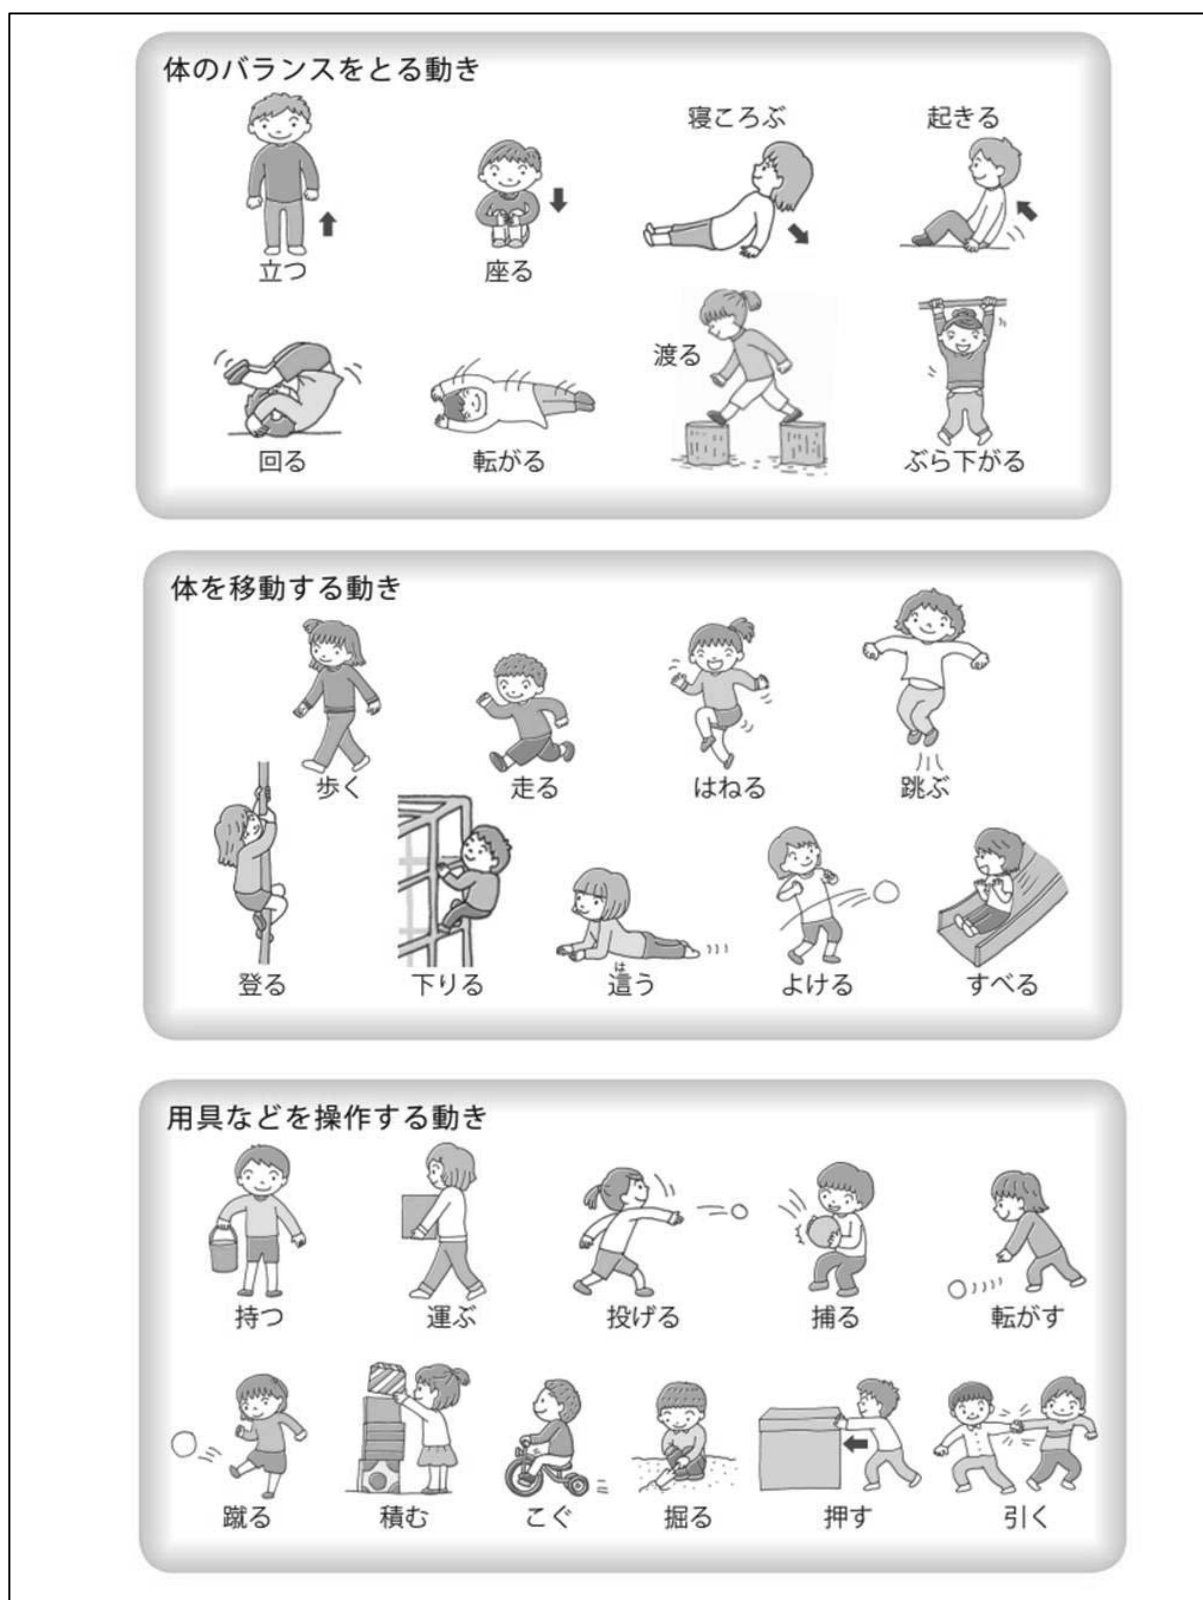 体のバランスをとる動き
寝ころぶ
起きる
立つ
座る
渡る
回る
転がる
ぶら下がる
体を移動する動き
歩く
走る
はねる
跳ぶ
登る
下りる
は
這う
よける
すべる
用具などを操作する動き
持つ
運ぶ
投げる
捕る
転がす
蹴る
積む
こぐ
掘る
押す
引く